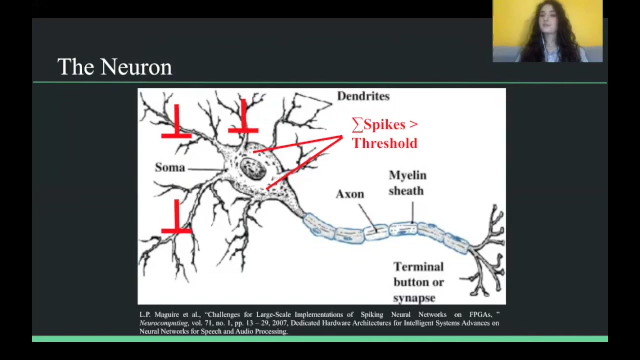 The Neuron
Dendrites
∑Spikes >
Threshold
Soma
Myelin
sheath
Axon
Terminal
button or
synapse
L.P. Maguire et al., “Challenges for Large-Scale Implementations of Spiking Neural Networks on FPGAs, ”
Neurocomputing, vol. 71, no. 1, pp. 13 – 29, 2007, Dedicated Hardware Architectures for Intelligent Systems Advances on
Neural Networks for Speech and Audio Processing.